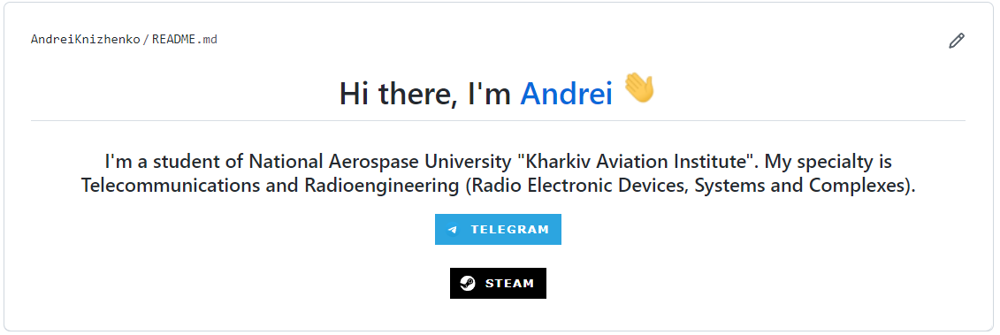 AndreiKnizhenko/README.md
Hi there, I'm Andrei 👋
I'm a student of National Aerospase University "Kharkiv Aviation Institute". My specialty is
Telecommunications and Radioengineering (Radio Electronic Devices, Systems and Complexes).
TELEGRAM
STEAM